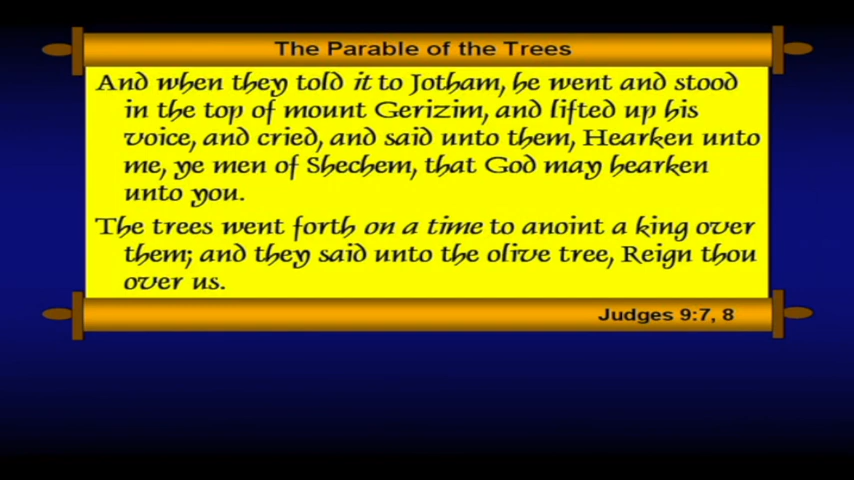 The Parable of the Trees
And when they told it to Jotham, he went and stood
in the top of mount Gerizim, and lifted up his
voice, and cried, and said unto them, Hearken unto
me, ye men of Shechem, that God may hearken
unto you.
The trees went forth on a time to anoint a king over
them; and they said unto the olive tree, Reign thou
over us.
Judges 9:7, 8